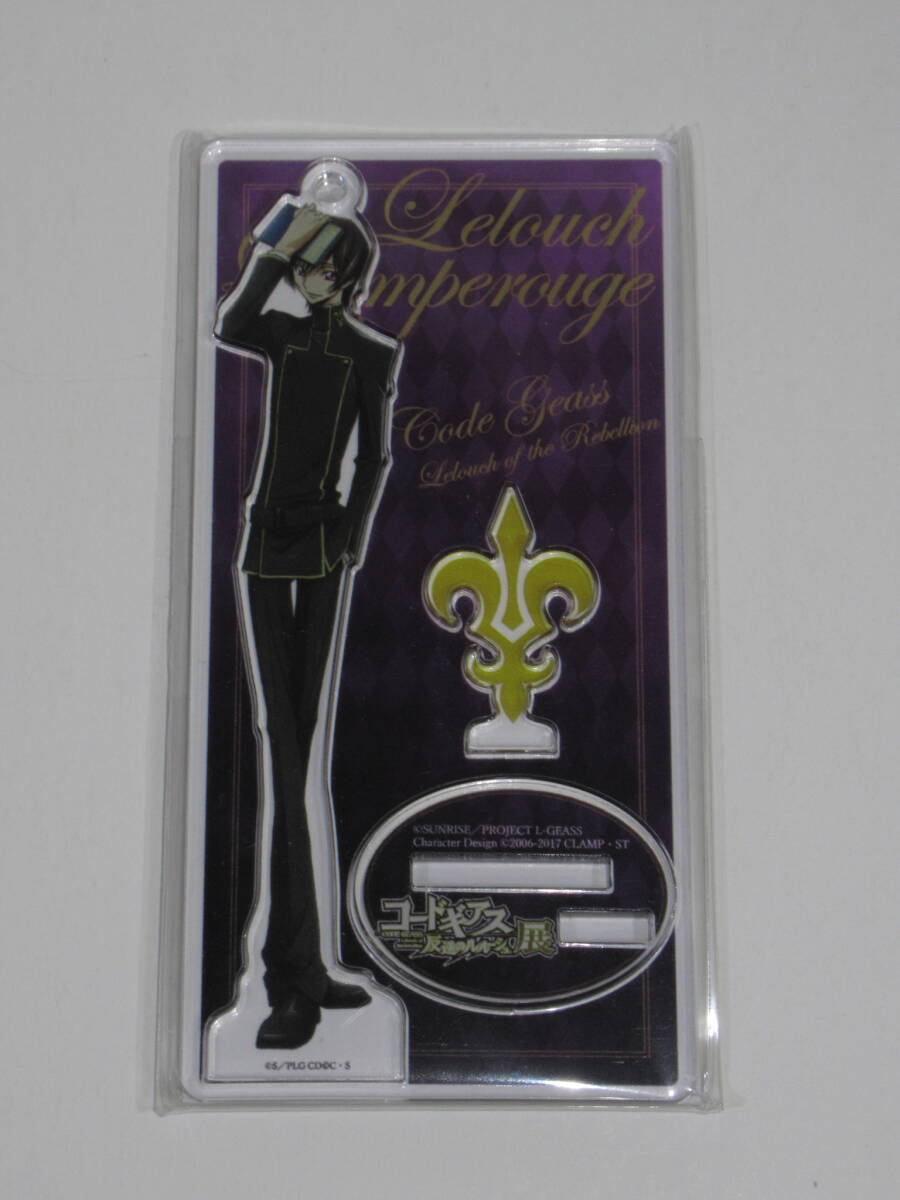 Lelouch
mperouge
Code Geass
Lelouch of the Rebellion
©SUNRISE/PROJECT L-GEASS
Character Design ©2006-2017 CLAMP・ST
コードギアス
反逆のルルーシュ 展
©S/PLG CD©C・S